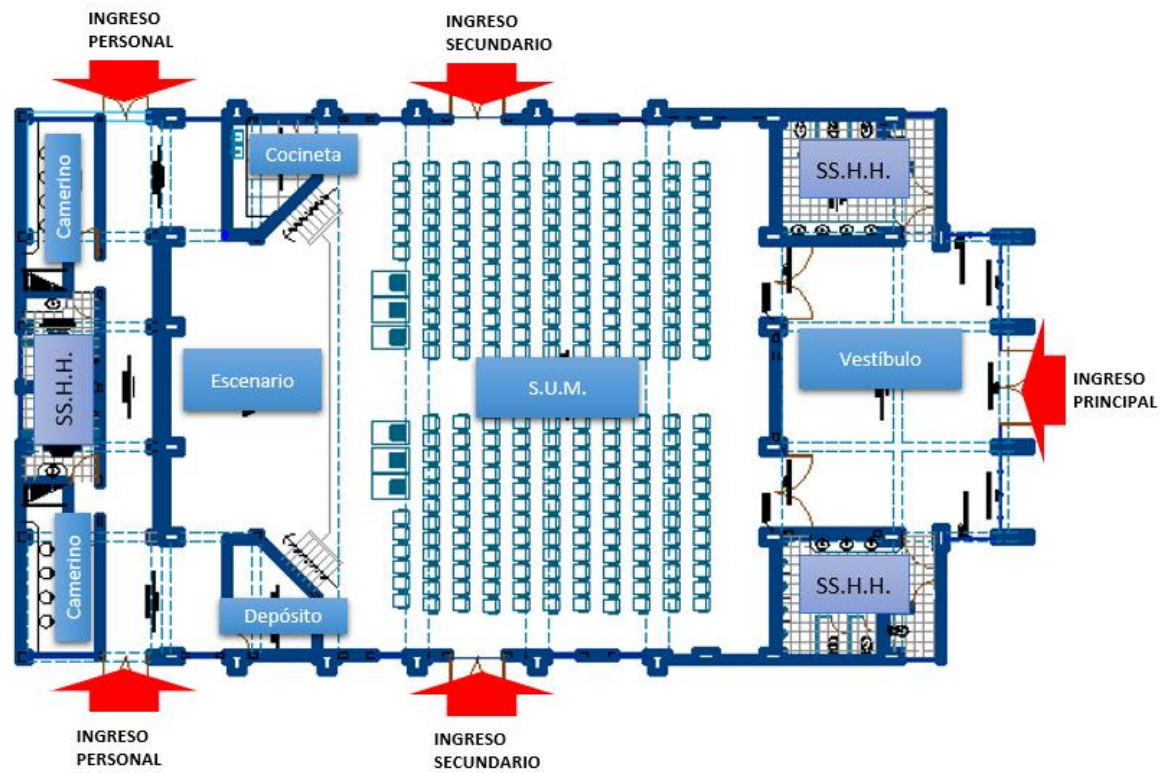 INGRESO
PERSONAL
INGRESO
SECUNDARIO
Camerino
Cocineta
SS.H.H.
SS.H.H.
Escenario
S.U.M.
Vestíbulo
INGRESO
PRINCIPAL
Camerino
Depósito
SS.H.H.
INGRESO
PERSONAL
INGRESO
SECUNDARIO